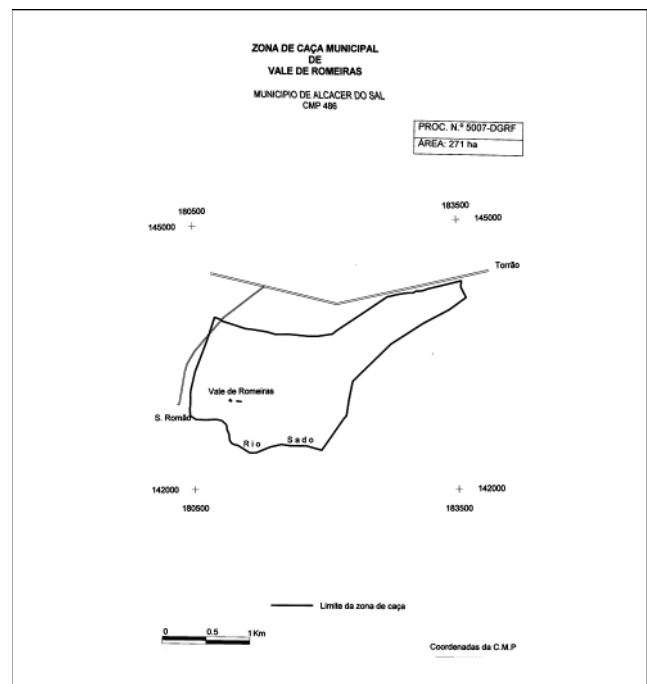 ZONA DE CAÇA MUNICIPAL
DE
VALE DE ROMEIRAS
MUNICIPIO DE ALCACER DO SAL
CMP 486
PROC. N.º 5007-DGRF
ÁREA: 271 ha
180500
145000
183500
145000
Torrão
Vale de Romeiras
S. Romão
Rio Sado
142000
180500
142000
183500
Limite da zona de caça
0 0.5 1Km
Coordenadas da C.M.P